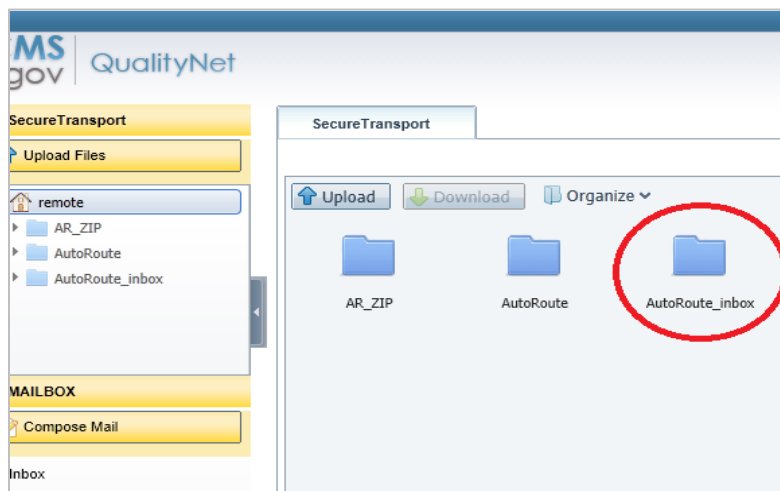 CMS
gov
QualityNet
SecureTransport
Upload Files
remote
AR_ZIP
AutoRoute
AutoRoute_inbox
MAILBOX
Compose Mail
Inbox
SecureTransport
Upload Download Organize
AR_ZIP AutoRoute AutoRoute_inbox